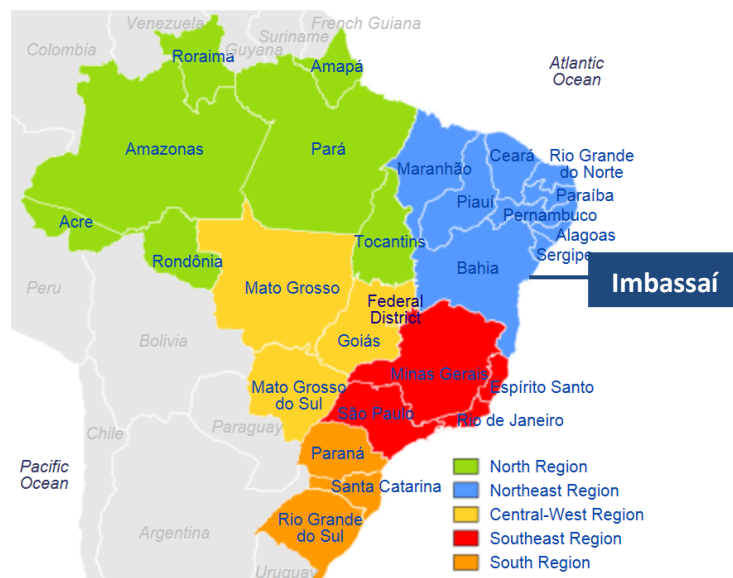 Venezuela
French Guiana
Suriname
Colombia
Guyana
Roraima
Amapá
Atlantic
Ocean
Amazonas
Pará
Maranhão
Ceará
Rio Grande
do Norte
Piauí
Paraíba
Pernambuco
Acre
Tocantins
Alagoas
Sergipe
Rondônia
Bahia
Imbassaí
Peru
Mato Grosso
Federal
District
Bolivia
Goiás
Minas Gerais
Espírito Santo
Mato Grosso
do Sul
São Paulo
Rio de Janeiro
Paraguay
Chile
Paraná
Pacific
Ocean
Santa Catarina
Argentina
Rio Grande
do Sul
Uruguay
North Region
Northeast Region
Central-West Region
Southeast Region
South Region